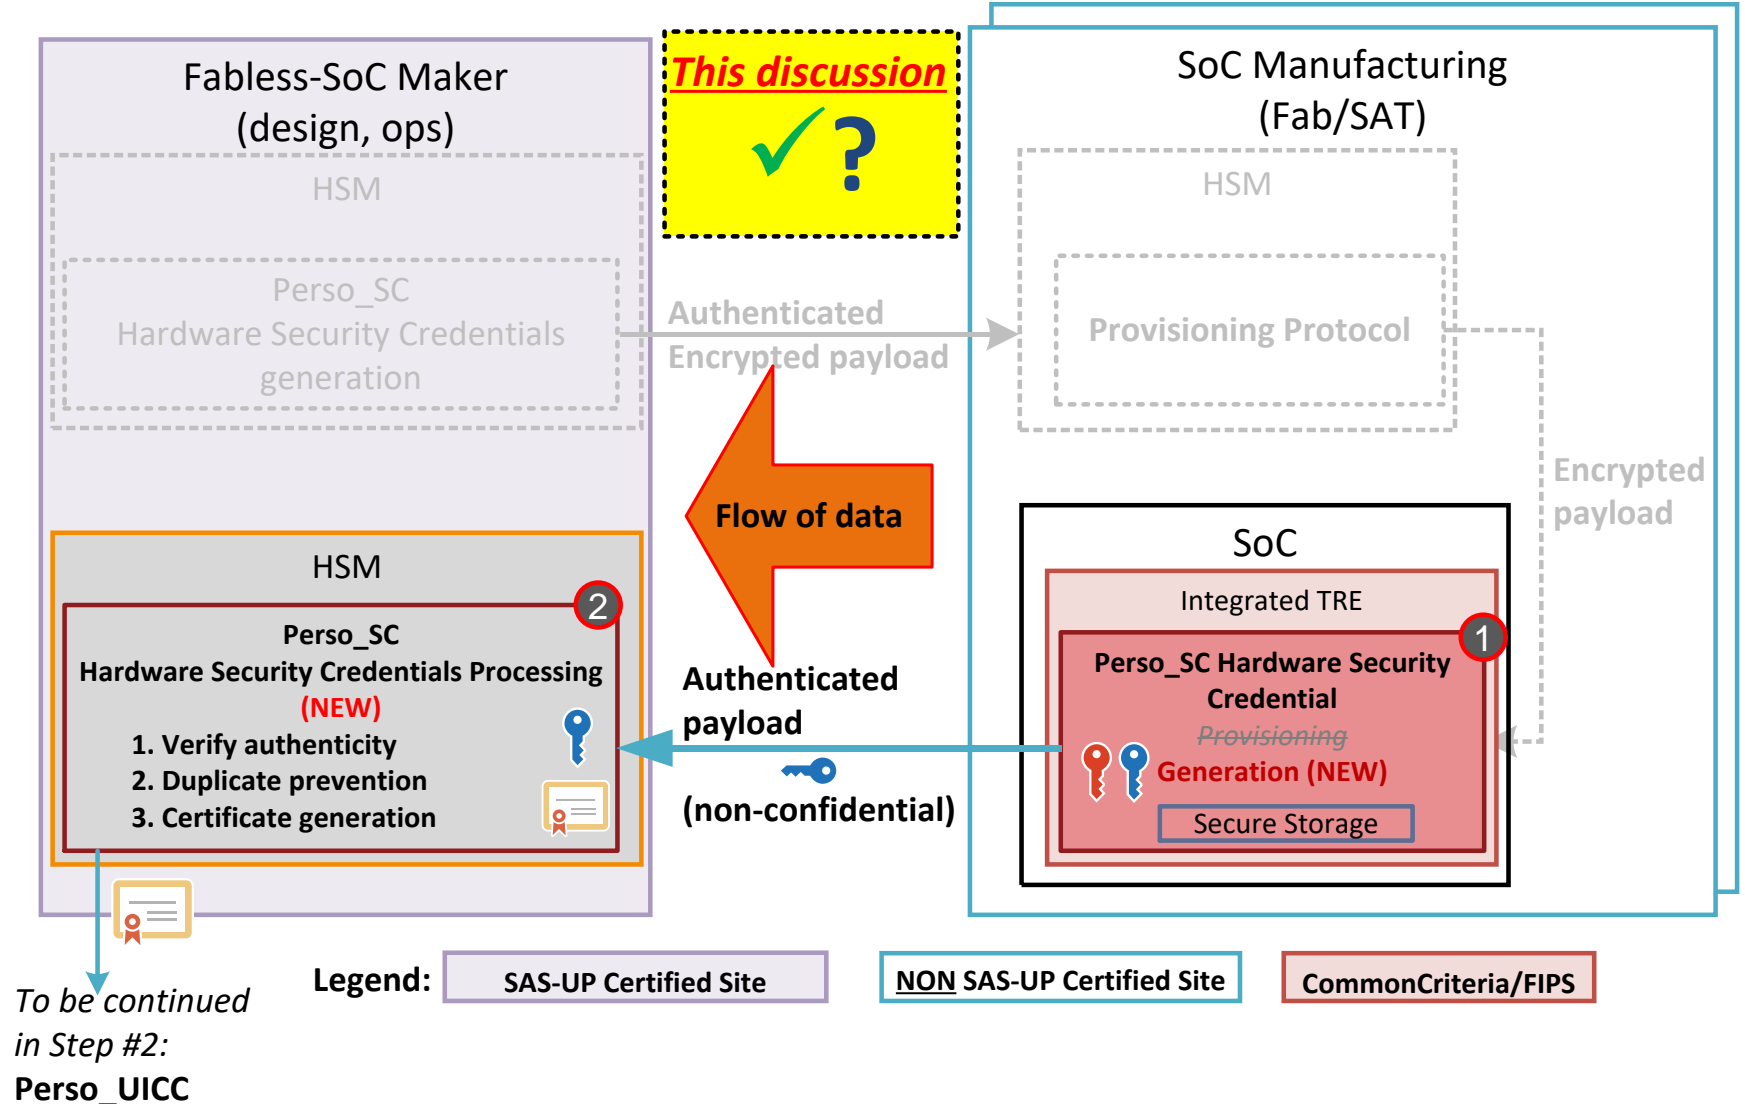 Fabless-SoC Maker
(design, ops)
HSM
Perso_SC
Hardware Security Credentials
generation
This discussion
?
Authenticated
Encrypted payload
SoC Manufacturing
(Fab/SAT)
HSM
Provisioning Protocol
Encrypted
payload
Flow of data
HSM
2
Perso_SC
Hardware Security Credentials Processing
(NEW)
1. Verify authenticity
2. Duplicate prevention
3. Certificate generation
Authenticated
payload
(non-confidential)
SoC
Integrated TRE
1
Perso_SC Hardware Security
Credential
Provisioning
Generation (NEW)
Secure Storage
Legend:
SAS-UP Certified Site
NON SAS-UP Certified Site
CommonCriteria/FIPS
To be continued
in Step #2:
Perso_UICC